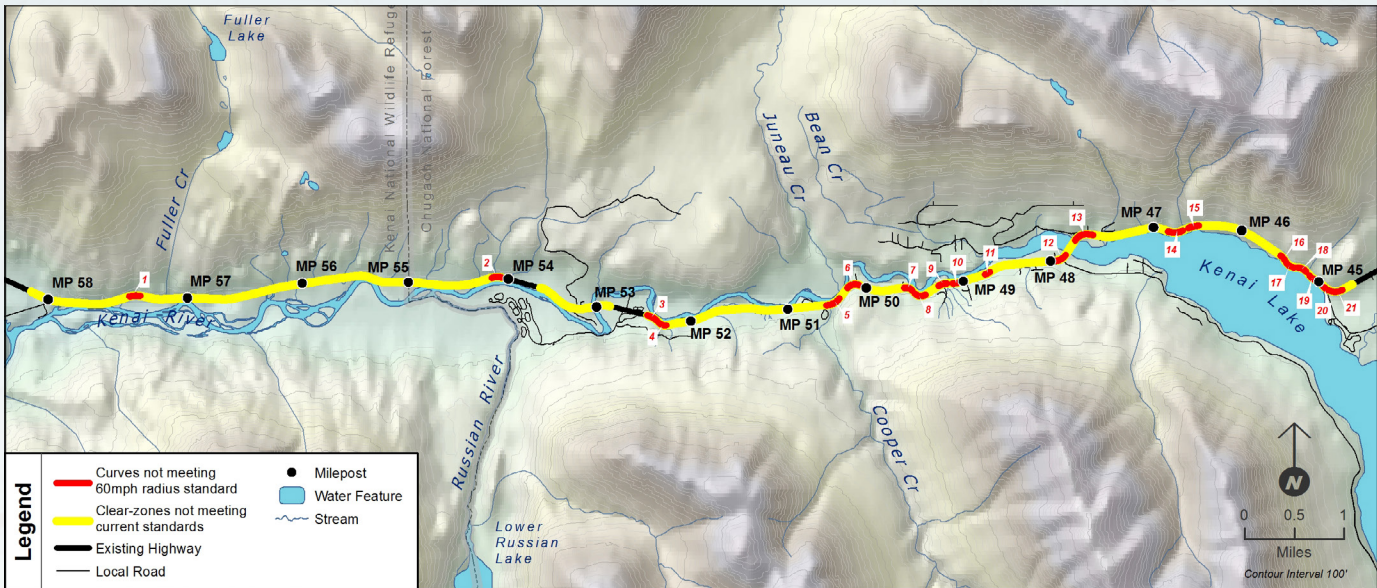 Fuller
Lake
Kenai National Wildlife Refuge
Chugach National Forest
Juneau Cr
Bean Cr
Fuller Cr
MP 58
1
MP 57
MP 56
MP 55
2
MP 54
MP 53
3
4
MP 52
MP 51
5
6
MP 50
7
8
9
10
MP 49
11
12
MP 48
13
MP 47
14
15
MP 46
16
17
18
MP 45
19
20
21
Kenai River
Kenai Lake
Russian River
Cooper Cr
Lower
Russian
Lake
Legend
Curves not meeting
60mph radius standard
Clear-zones not meeting
current standards
Existing Highway
Local Road
Milepost
Water Feature
Stream
N
0 0.5 1
Miles
Contour Interval 100'